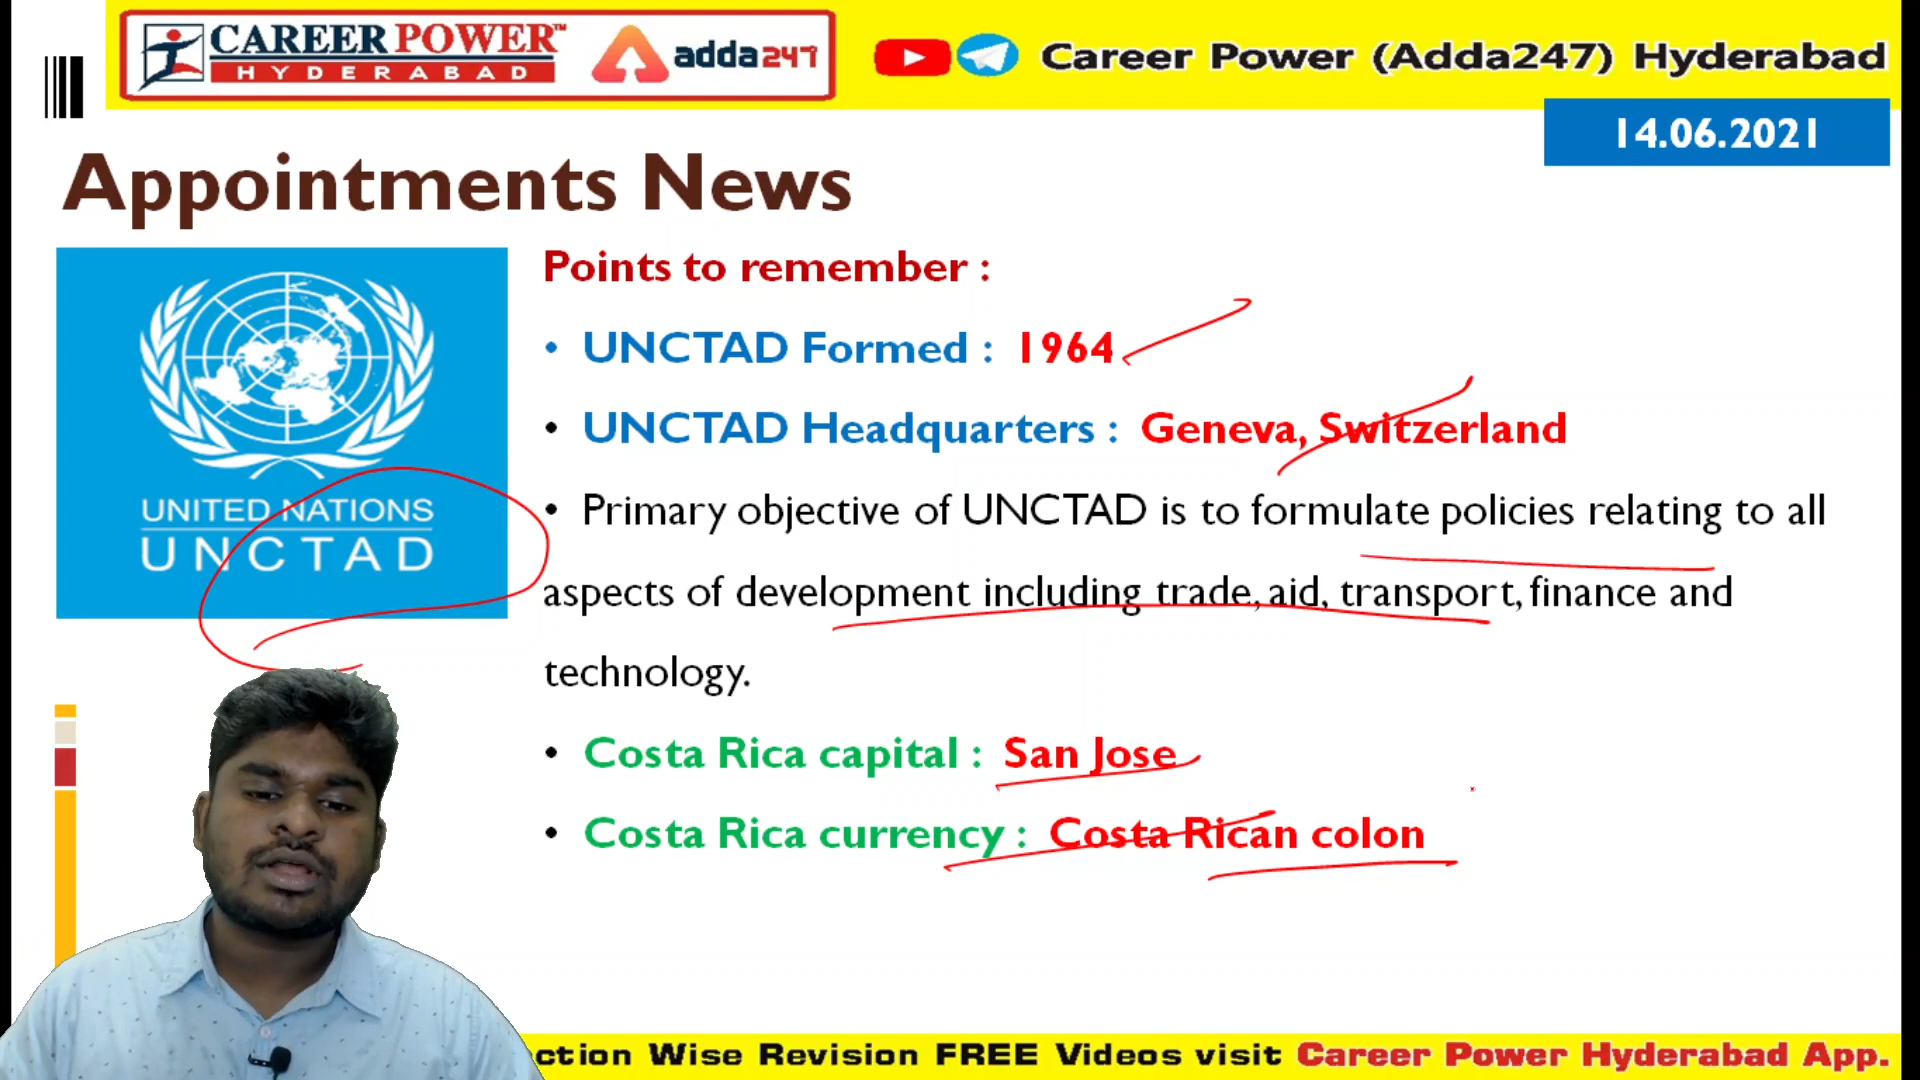 CAREER POWER™
HYDERABAD
adda247
Career Power (Adda247) Hyderabad
14.06.2021
Appointments News
UNITED NATIONS
UNCTAD
Points to remember :
• UNCTAD Formed : 1964
• UNCTAD Headquarters : Geneva, Switzerland
• Primary objective of UNCTAD is to formulate policies relating to all
aspects of development including trade, aid, transport, finance and
technology.
• Costa Rica capital : San Jose
• Costa Rica currency : Costa Rican colon
ction Wise Revision FREE Videos visit Career Power Hyderabad App.